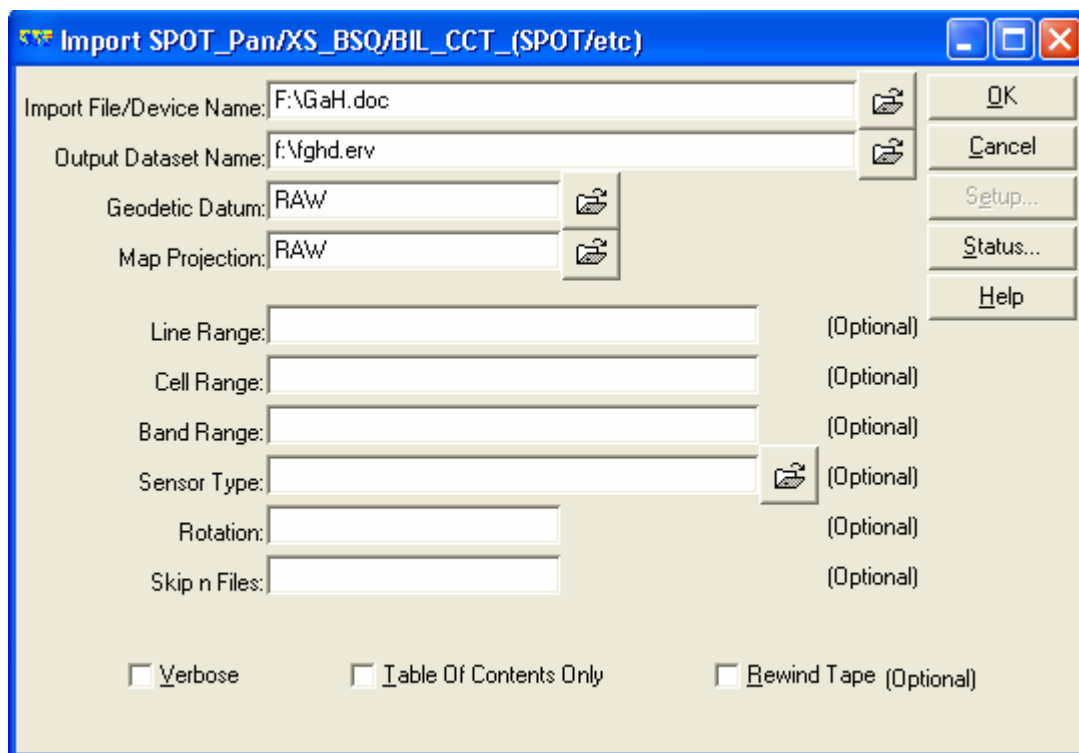 Import SPOT_Pan/XS_BSQ/BIL_CCT_(SPOT/etc)
Import File/Device Name: F:\GaH.doc
OK
Output Dataset Name: f:\fghd.erv
Cancel
Geodetic Datum: RAW
Setup...
Map Projection: RAW
Status...
Help
Line Range: (Optional)
Cell Range: (Optional)
Band Range: (Optional)
Sensor Type: (Optional)
Rotation: (Optional)
Skip n Files: (Optional)
Verbose Table Of Contents Only Rewind Tape (Optional)